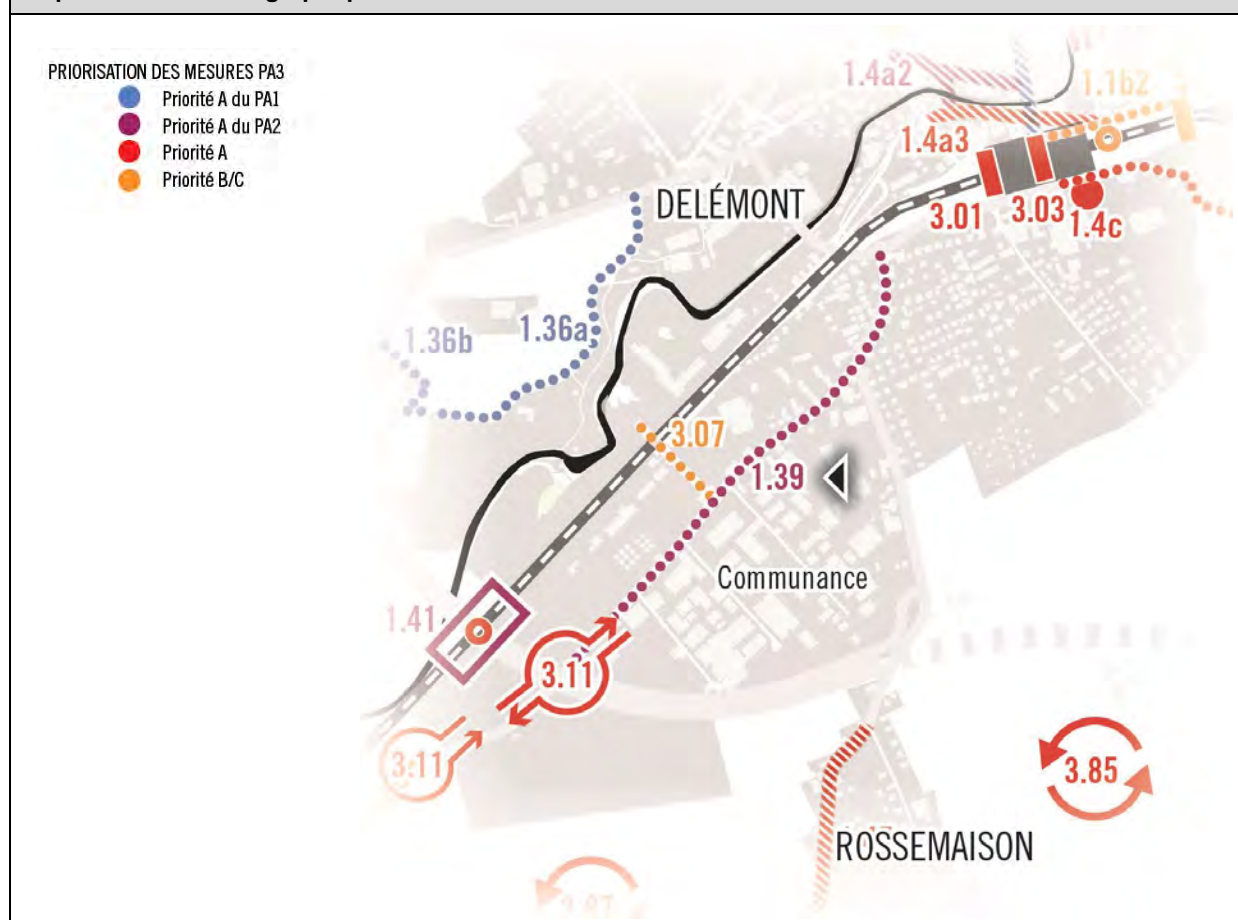 PRIORISATION DES MESURES PA3
Priorité A du PA1
Priorité A du PA2
Priorité A
Priorité B/C
1.4a2
1.1b2
1.4a3
DELÉMONT
3.01
3.03
1.4c
1.36b
1.36a
3.07
1.39
Communance
1.41
3.11
3.11
3.85
ROSSEMAISON